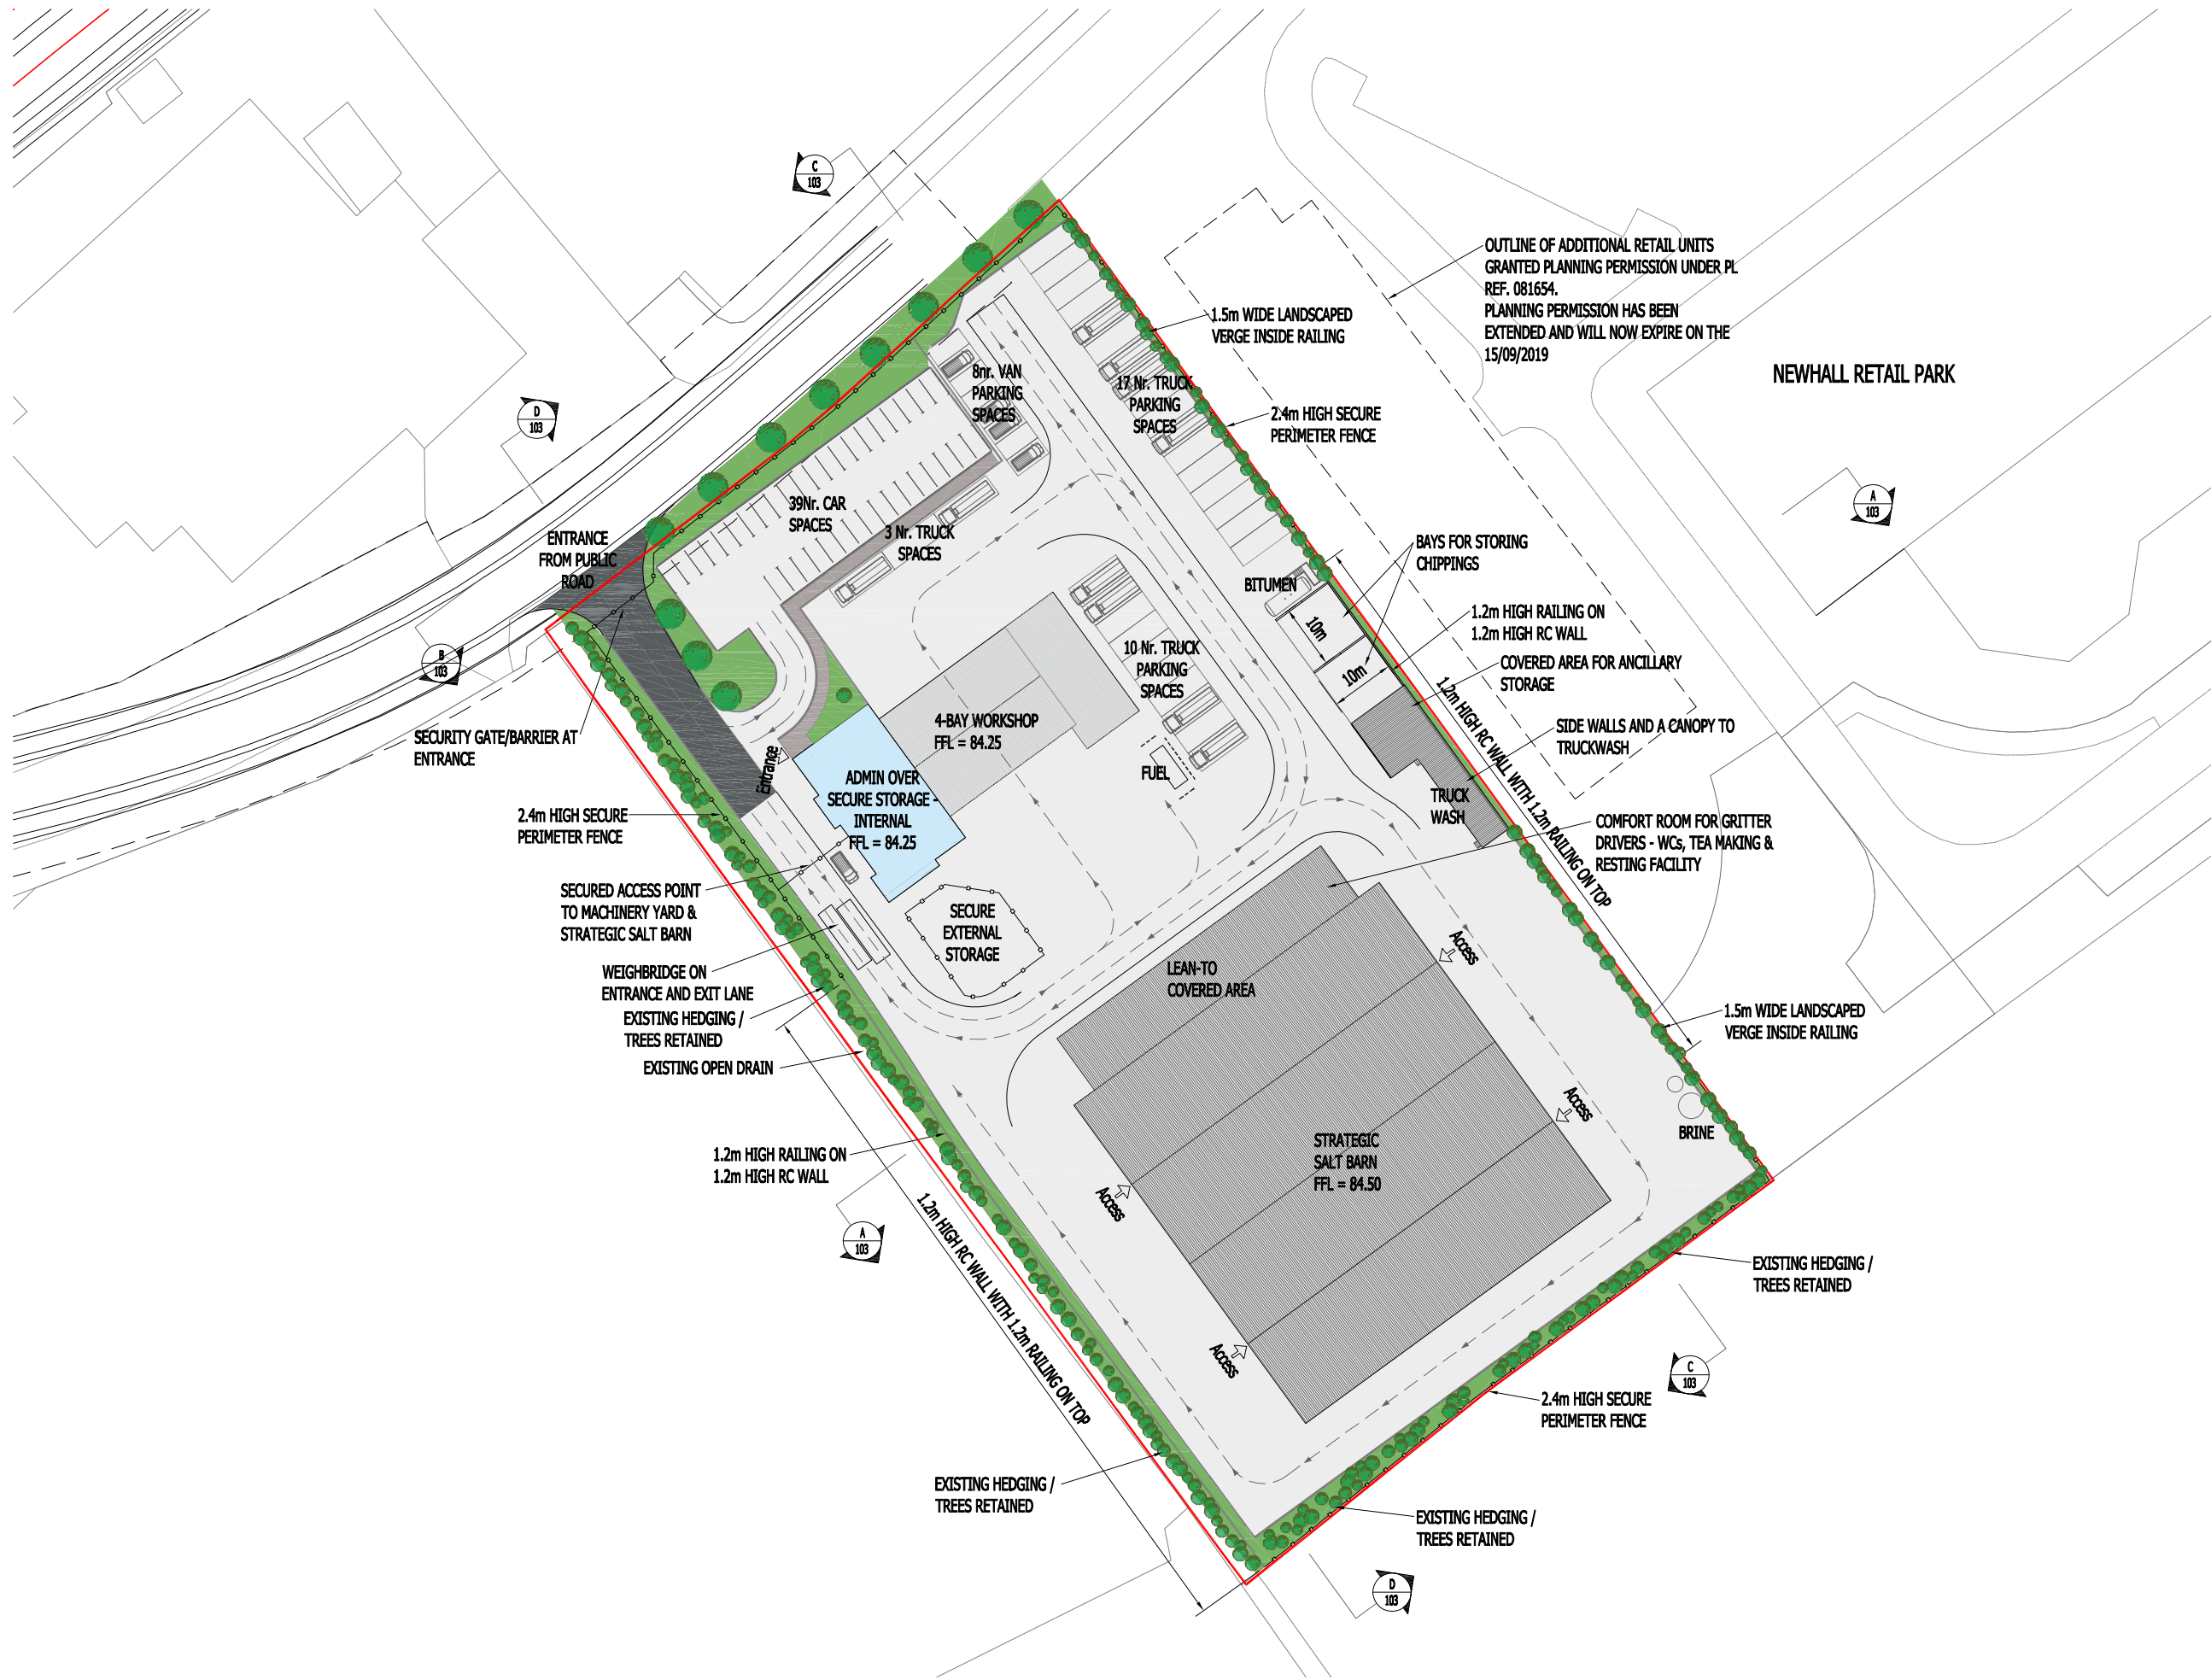 C
103
OUTLINE OF ADDITIONAL RETAIL UNITS
GRANTED PLANNING PERMISSION UNDER PL
REF. 081654.
PLANNING PERMISSION HAS BEEN
EXTENDED AND WILL NOW EXPIRE ON THE
15/09/2019
1.5m WIDE LANDSCAPED
VERGE INSIDE RAILING
NEWHALL RETAIL PARK
8nr. VAN
PARKING
SPACES
17 Nr. TRUCK
PARKING
SPACES
D
103
2.4m HIGH SECURE
PERIMETER FENCE
A
103
39Nr. CAR
SPACES
3 Nr. TRUCK
SPACES
ENTRANCE
FROM PUBLIC
ROAD
BAYS FOR STORING
CHIPPINGS
BITUMEN
10m
10m
1.2m HIGH RAILING ON
1.2m HIGH RC WALL
B
103
10 Nr. TRUCK
PARKING
SPACES
COVERED AREA FOR ANCILLARY
STORAGE
1.2m HIGH RC WALL WITH 1.2m RAILING ON TOP
4-BAY WORKSHOP
FFL = 84.25
SIDE WALLS AND A CANOPY TO
TRUCKWASH
SECURITY GATE/BARRIER AT
ENTRANCE
Entrance
FUEL
ADMIN OVER
SECURE STORAGE -
INTERNAL
FFL = 84.25
TRUCK
WASH
2.4m HIGH SECURE
PERIMETER FENCE
COMFORT ROOM FOR GRITTER
DRIVERS - WCs, TEA MAKING &
RESTING FACILITY
SECURED ACCESS POINT
TO MACHINERY YARD &
STRATEGIC SALT BARN
SECURE
EXTERNAL
STORAGE
Access
LEAN-TO
COVERED AREA
WEIGHBRIDGE ON
ENTRANCE AND EXIT LANE
EXISTING HEDGING /
TREES RETAINED
1.5m WIDE LANDSCAPED
VERGE INSIDE RAILING
EXISTING OPEN DRAIN
Access
BRINE
STRATEGIC
SALT BARN
FFL = 84.50
1.2m HIGH RAILING ON
1.2m HIGH RC WALL
Access
A
103
1.2m HIGH RC WALL WITH 1.2m RAILING ON TOP
EXISTING HEDGING /
TREES RETAINED
Access
C
103
2.4m HIGH SECURE
PERIMETER FENCE
EXISTING HEDGING /
TREES RETAINED
EXISTING HEDGING /
TREES RETAINED
D
103